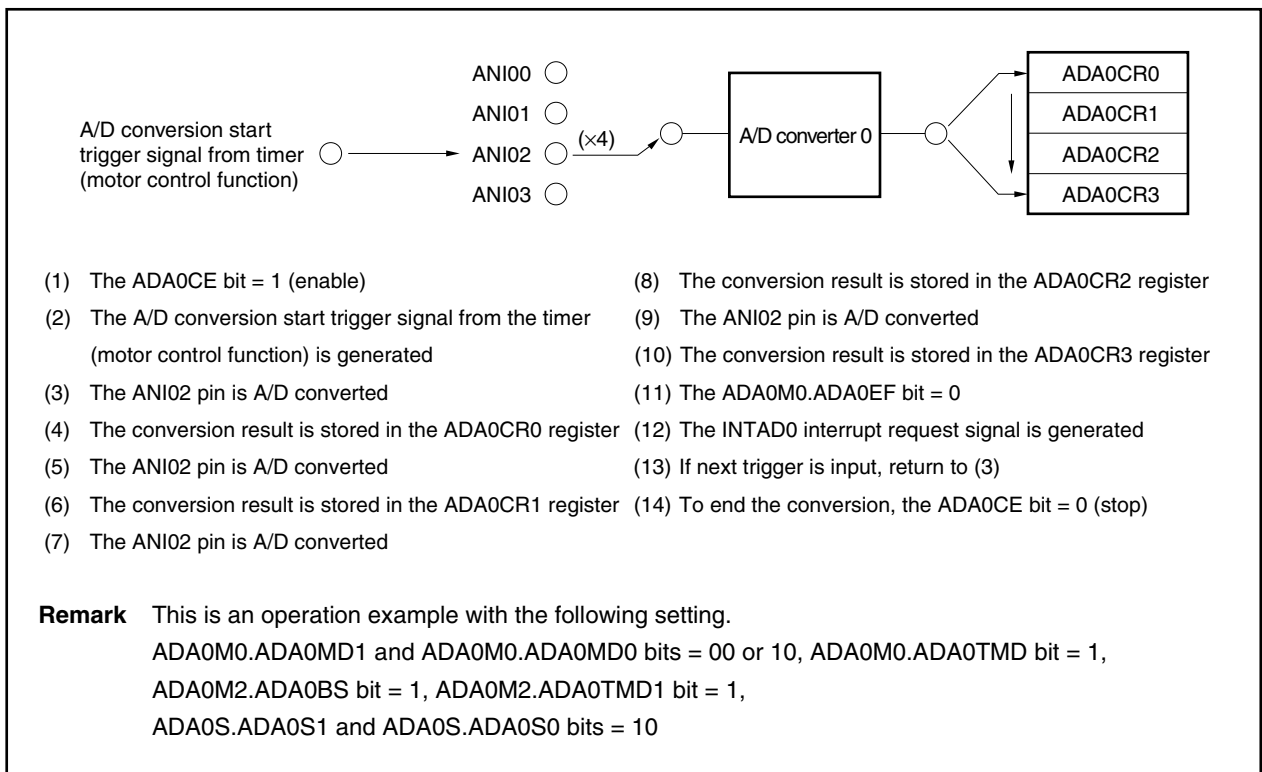 ANI00
ANI01
ANI02
ANI03
A/D conversion start
trigger signal from timer
(motor control function)
(×4)
A/D converter 0
ADA0CR0
ADA0CR1
ADA0CR2
ADA0CR3
(1) The ADA0CE bit = 1 (enable)
(2) The A/D conversion start trigger signal from the timer
(motor control function) is generated
(3) The ANI02 pin is A/D converted
(4) The conversion result is stored in the ADA0CR0 register
(5) The ANI02 pin is A/D converted
(6) The conversion result is stored in the ADA0CR1 register
(7) The ANI02 pin is A/D converted
(8) The conversion result is stored in the ADA0CR2 register
(9) The ANI02 pin is A/D converted
(10) The conversion result is stored in the ADA0CR3 register
(11) The ADA0M0.ADA0EF bit = 0
(12) The INTAD0 interrupt request signal is generated
(13) If next trigger is input, return to (3)
(14) To end the conversion, the ADA0CE bit = 0 (stop)
Remark This is an operation example with the following setting.
ADA0M0.ADA0MD1 and ADA0M0.ADA0MD0 bits = 00 or 10, ADA0M0.ADA0TMD bit = 1,
ADA0M2.ADA0BS bit = 1, ADA0M2.ADA0TMD1 bit = 1,
ADA0S.ADA0S1 and ADA0S.ADA0S0 bits = 10